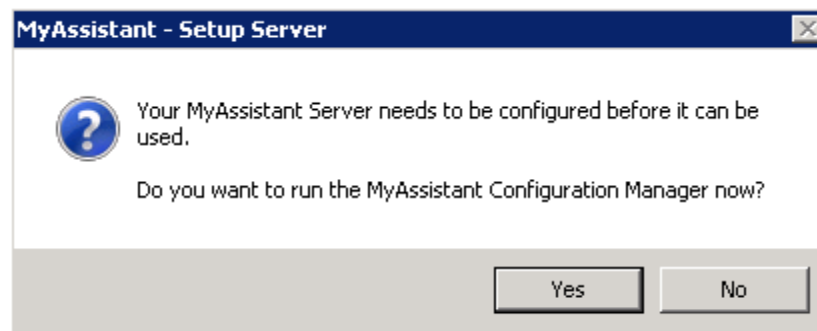 MyAssistant - Setup Server
Your MyAssistant Server needs to be configured before it can be
used.
Do you want to run the MyAssistant Configuration Manager now?
Yes
No